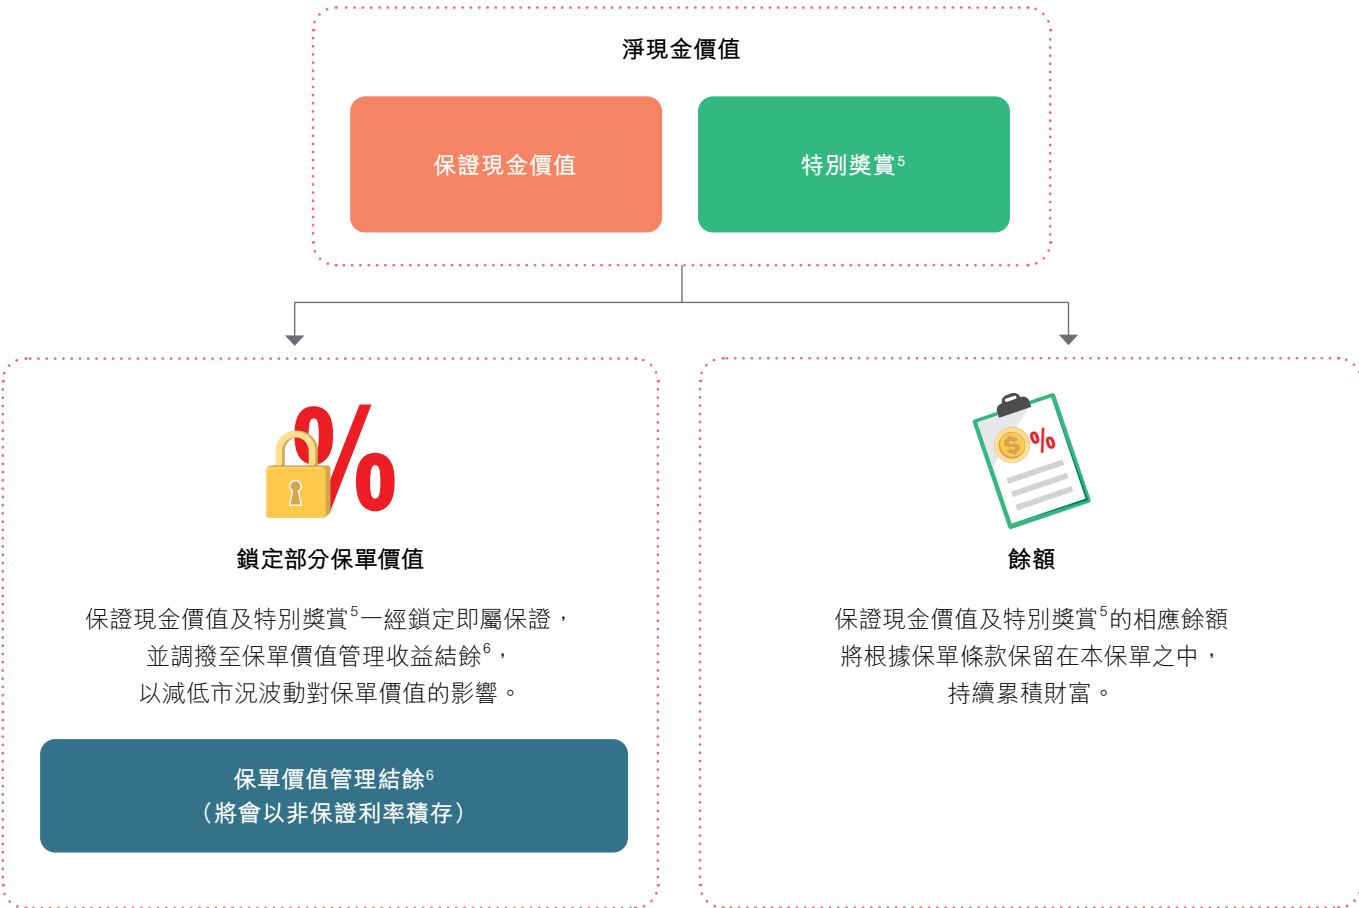 淨現金價值
保證現金價值
特別獎賞5
%
%
$
鎖定部分保單價值
保證現金價值及特別獎賞5一經鎖定即屬保證，
並調撥至保單價值管理收益結餘6，
以減低市況波動對保單價值的影響。
保單價值管理結餘6
（將會以非保證利率積存）
餘額
保證現金價值及特別獎賞5的相應餘額
將根據保單條款保留在本保單之中，
持續累積財富。